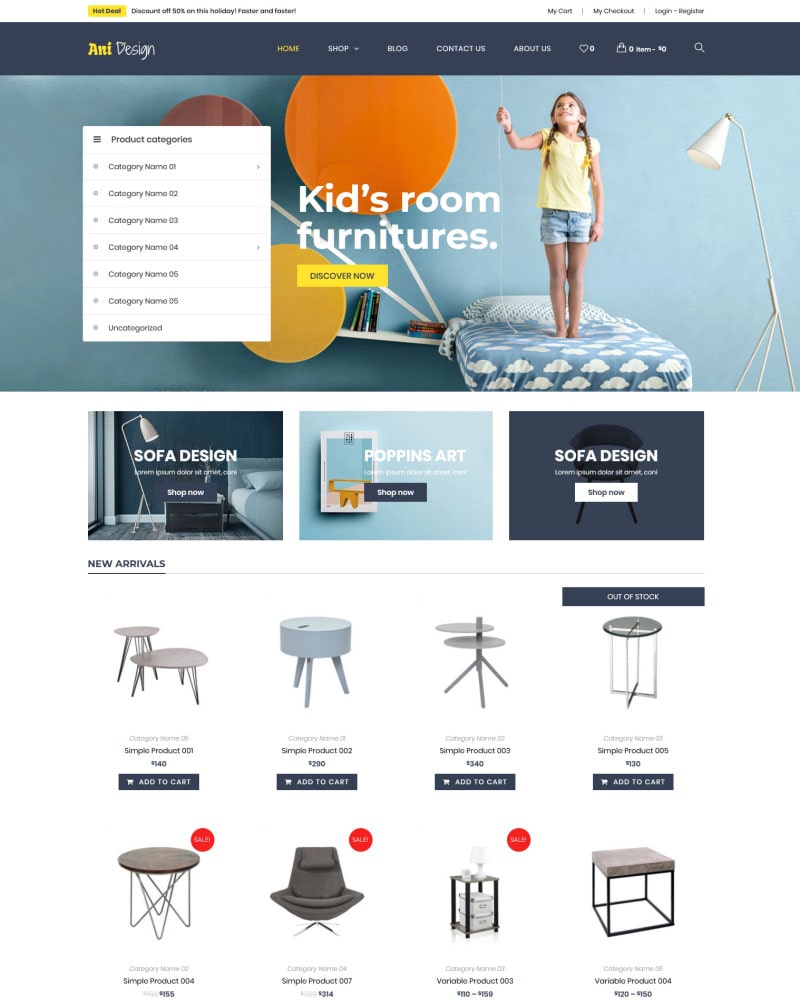 Hot Deal Discount off 50% on this holiday! Faster and faster! My Cart | My Checkout | Login – Register
Ani Design HOME SHOP BLOG CONTACT US ABOUT US 0 0 Item - $0
Product categories
Category Name 01
Category Name 02
Category Name 03
Category Name 04
Category Name 05
Category Name 05
Uncategorized
Kid's room
furnitures.
DISCOVER NOW
SOFA DESIGN
Lorem ipsum dolor sit amet, coni
Shop now
POPPINS ART
Lorem ipsum dolor sit amet, coni
Shop now
SOFA DESIGN
Lorem ipsum dolor sit amet, coni
Shop now
NEW ARRIVALS
OUT OF STOCK
Category Name 05
Simple Product 001
$140
ADD TO CART
Category Name 01
Simple Product 002
$290
ADD TO CART
Category Name 02
Simple Product 003
$340
ADD TO CART
Category Name 03
Simple Product 005
$130
ADD TO CART
SALE!
Category Name 02
Simple Product 004
$155
SALE!
Category Name 04
Simple Product 007
$314
SALE!
Category Name 03
Variable Product 003
$110 – $159
Category Name 05
Variable Product 004
$120 – $150